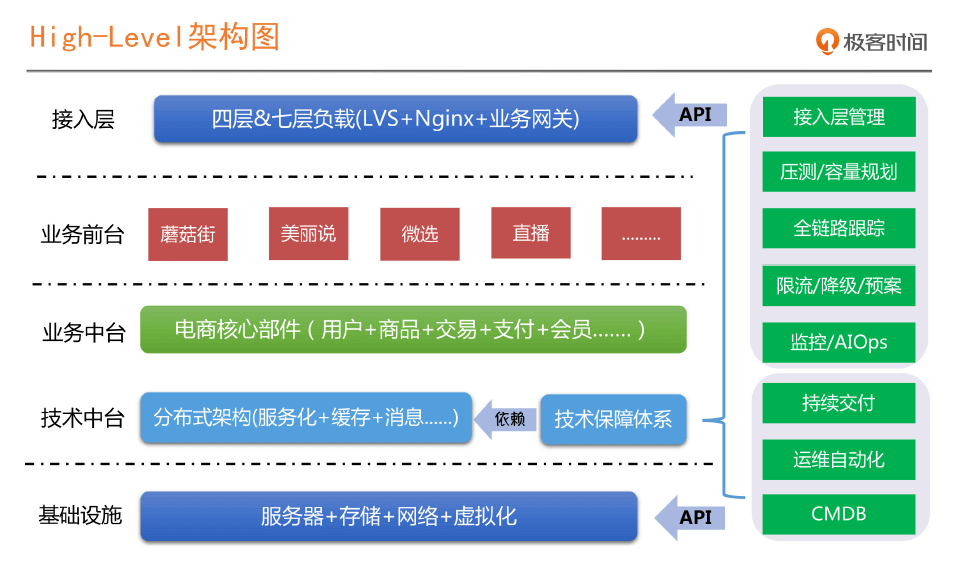 High-Level架构图
极客时间
接入层
四层&七层负载(LVS+Nginx+业务网关)
API
接入层管理
压测/容量规划
全链路跟踪
限流/降级/预案
监控/AIOps
持续交付
运维自动化
CMDB
业务前台
蘑菇街
美丽说
微选
直播
.........
业务中台
电商核心部件（用户+商品+交易+支付+会员.......）
技术中台
分布式架构(服务化+缓存+消息......)
依赖
技术保障体系
基础设施
服务器+存储+网络+虚拟化
API